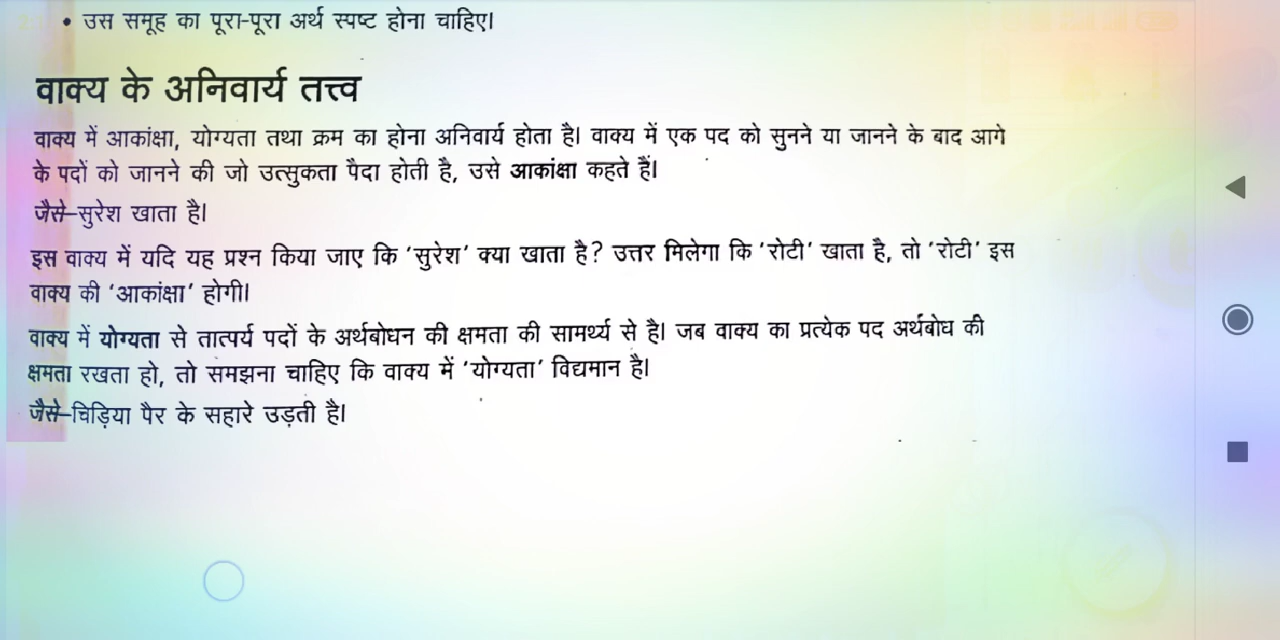 • उस समूह का पूरा-पूरा अर्थ स्पष्ट होना चाहिए।
वाक्य के अनिवार्य तत्त्व
वाक्य में आकांक्षा, योग्यता तथा क्रम का होना अनिवार्य होता है। वाक्य में एक पद को सुनने या जानने के बाद आगे
के पदों को जानने की जो उत्सुकता पैदा होती है, उसे आकांक्षा कहते हैं।
जैसे–सुरेश खाता है।
इस वाक्य में यदि यह प्रश्न किया जाए कि 'सुरेश' क्या खाता है? उत्तर मिलेगा कि 'रोटी' खाता है, तो 'रोटी' इस
वाक्य की 'आकांक्षा' होगी।
वाक्य में योग्यता से तात्पर्य पदों के अर्थबोधन की क्षमता की सामर्थ्य से है। जब वाक्य का प्रत्येक पद अर्थबोध की
क्षमता रखता हो, तो समझना चाहिए कि वाक्य में 'योग्यता' विद्यमान है।
जैसे–चिड़िया पैर के सहारे उड़ती है।